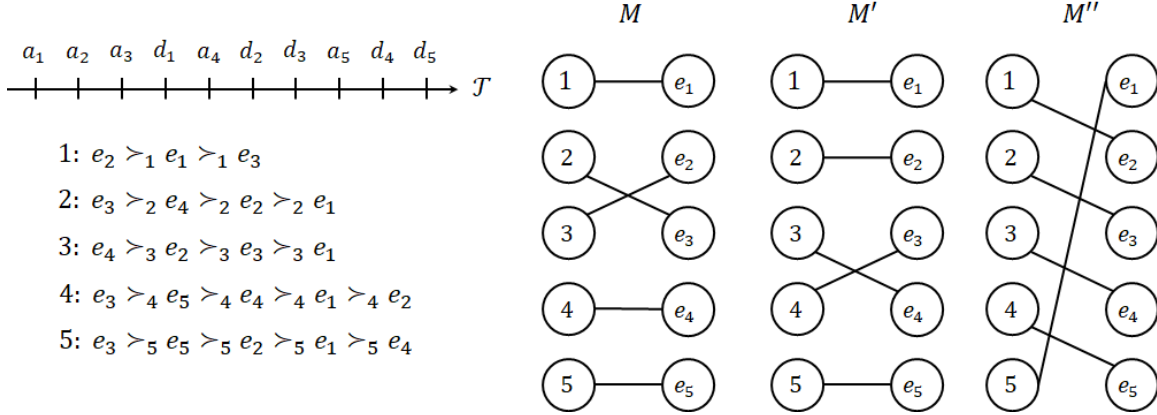 M M′ M′′
a₁ a₂ a₃ d₁ a₄ d₂ d₃ a₅ d₄ d₅
𝒯
1: e₂ ≻₁ e₁ ≻₁ e₃
2: e₃ ≻₂ e₄ ≻₂ e₂ ≻₂ e₁
3: e₄ ≻₃ e₂ ≻₃ e₃ ≻₃ e₁
4: e₃ ≻₄ e₅ ≻₄ e₄ ≻₄ e₁ ≻₄ e₂
5: e₃ ≻₅ e₅ ≻₅ e₂ ≻₅ e₁ ≻₅ e₄
1 e₁ 1 e₁ 1 e₁
2 e₂ 2 e₂ 2 e₂
3 e₃ 3 e₃ 3 e₃
4 e₄ 4 e₄ 4 e₄
5 e₅ 5 e₅ 5 e₅